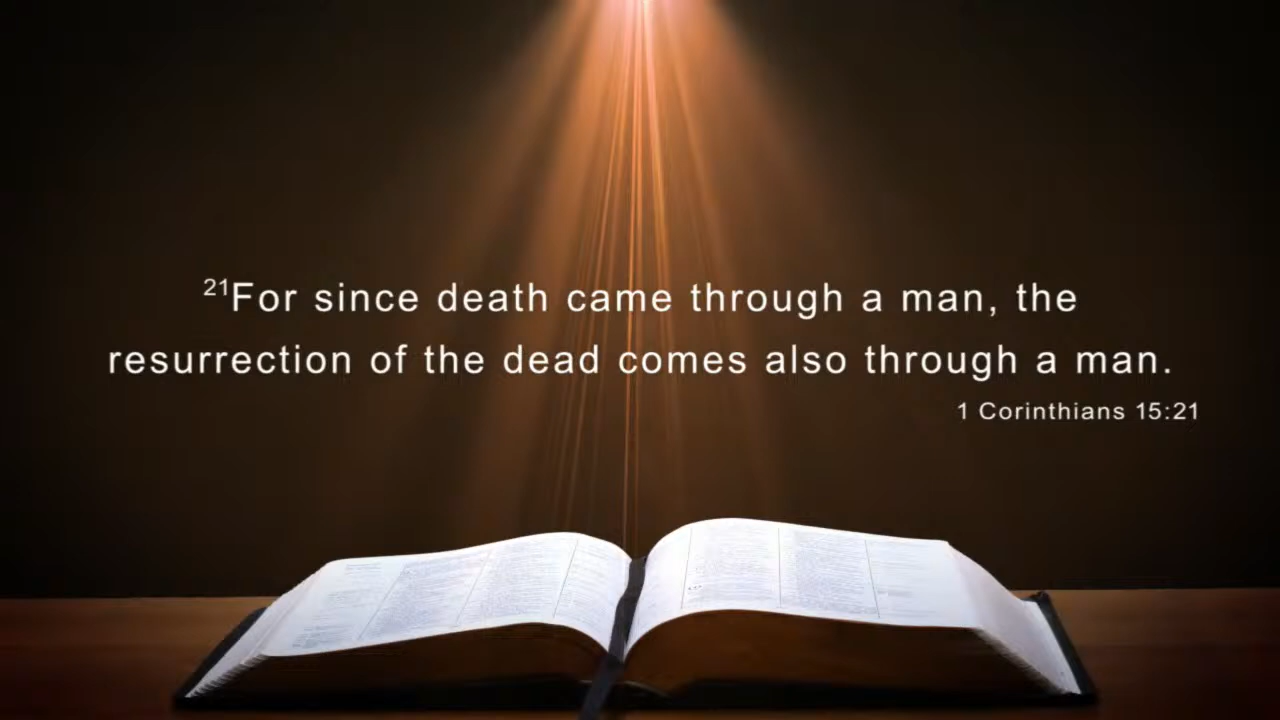 21For since death came through a man, the
resurrection of the dead comes also through a man.
1 Corinthians 15:21